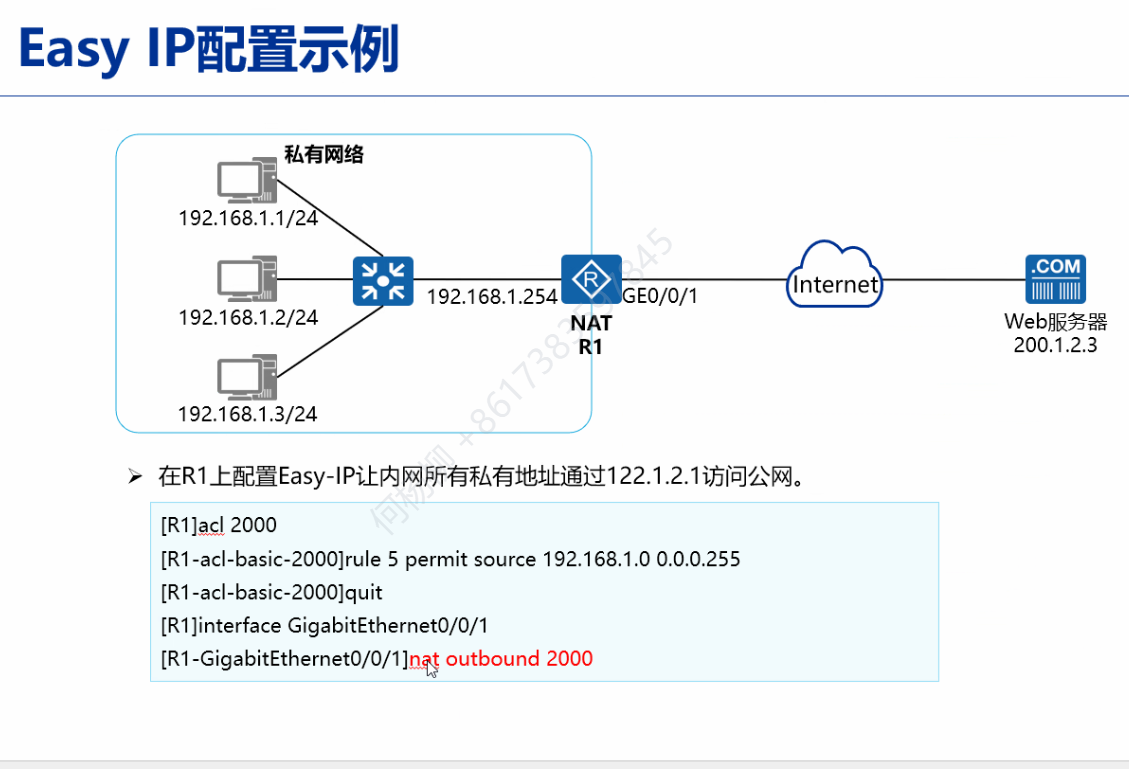 Easy IP配置示例
私有网络
192.168.1.1/24
192.168.1.2/24
192.168.1.3/24
192.168.1.254
R
GE0/0/1
NAT
R1
Internet
.COM
Web服务器
200.1.2.3
在R1上配置Easy-IP让内网所有私有地址通过122.1.2.1访问公网。
[R1]acl 2000
[R1-acl-basic-2000]rule 5 permit source 192.168.1.0 0.0.0.255
[R1-acl-basic-2000]quit
[R1]interface GigabitEthernet0/0/1
[R1-GigabitEthernet0/0/1]nat outbound 2000